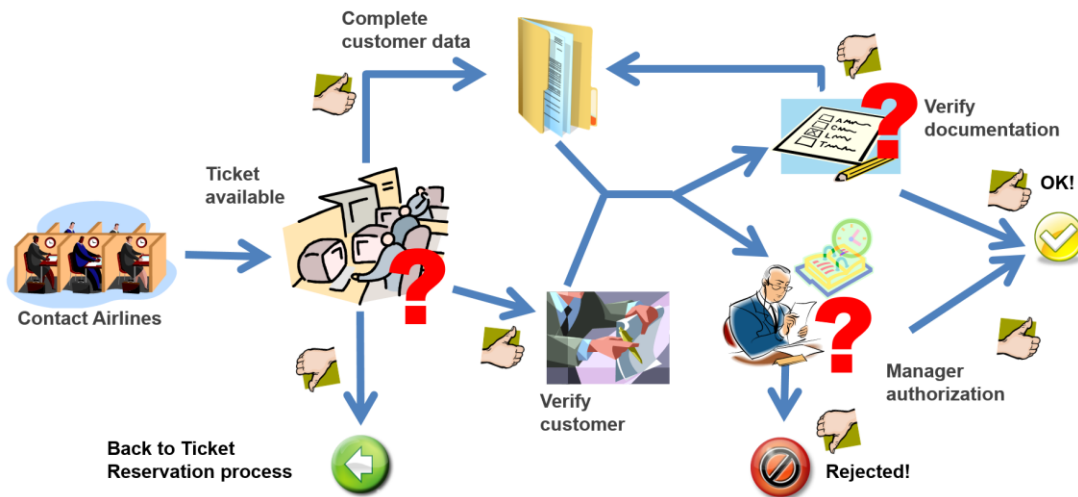 Complete
customer data
Verify
documentation
Ticket
available
OK!
Contact Airlines
Manager
authorization
Verify
customer
Back to Ticket
Reservation process
Rejected!